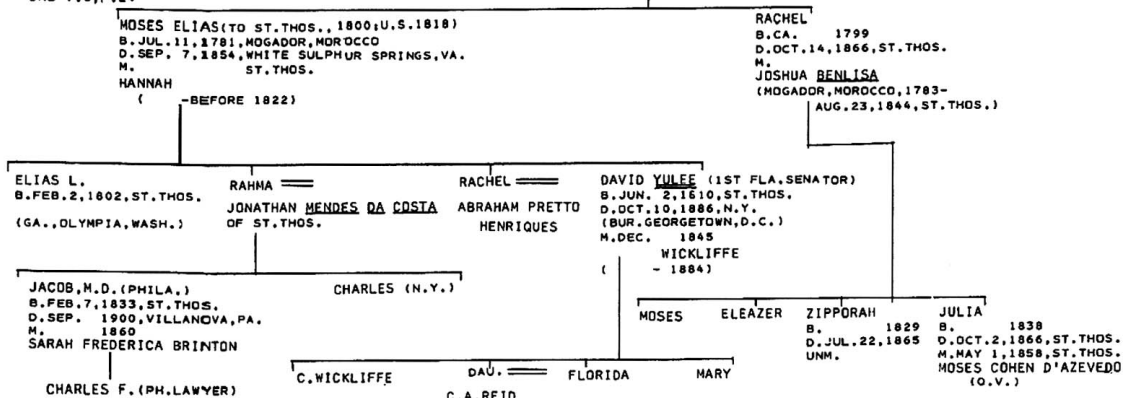 MOSES ELIAS(TO ST.THOS., 1800;U.S.1818)
B.JUL.11,1781,MOGADOR,MOROCCO
D.SEP. 7,1854,WHITE SULPHUR SPRINGS,VA.
M. ST.THOS.
HANNAH
( -BEFORE 1822)
RACHEL
B.CA. 1799
D.OCT.14,1866,ST.THOS.
M.
JOSHUA BENLISA
(MOGADOR,MOROCCO,1783-
AUG.23,1844,ST.THOS.)
ELIAS L.
B.FEB.2,1802,ST.THOS.
(GA.,OLYMPIA,WASH.)
RAHMA
JONATHAN MENDES DA COSTA
OF ST.THOS.
RACHEL
ABRAHAM PRETTO
HENRIQUES
DAVID YULEE (1ST FLA.SENATOR)
B.JUN. 2,1610,ST.THOS.
D.OCT.10,1886,N.Y.
(BUR.GEORGETOWN,D.C.)
M.DEC. 1845
WICKLIFFE
( - 1884)
JACOB,M.D.(PHILA.)
B.FEB.7,1833,ST.THOS.
D.SEP. 1900,VILLANOVA,PA.
M. 1860
SARAH FREDERICA BRINTON
CHARLES (N.Y.)
MOSES
ELEAZER
ZIPPORAH
B. 1829
D.JUL.22,1865
UNM.
JULIA
B. 1838
D.OCT.2,1866,ST.THOS.
M.MAY 1,1858,ST.THOS.
MOSES COHEN D'AZEVEDO
(O.V.)
CHARLES F.(PH.LAWYER)
C.WICKLIFFE
DAU.
C.A.REID
FLORIDA
MARY